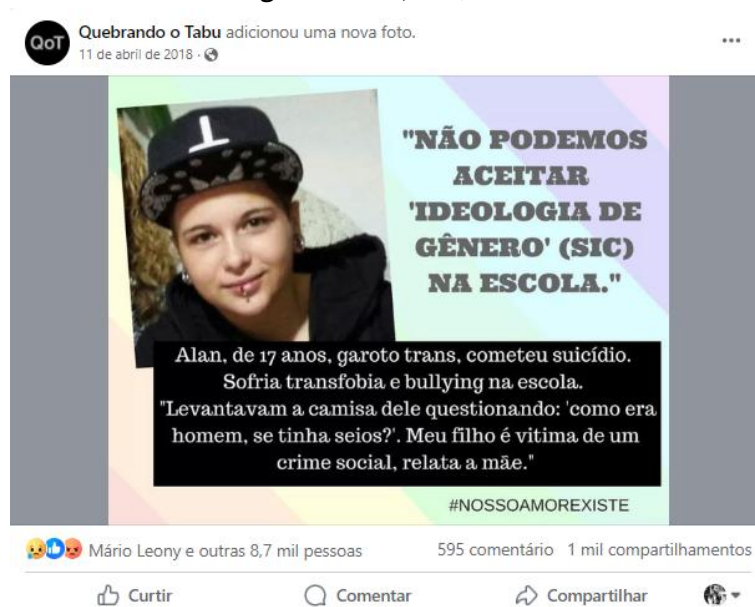 QoT
Quebrando o Tabu adicionou uma nova foto.
11 de abril de 2018 ·
"NÃO PODEMOS
ACEITAR
'IDEOLOGIA DE
GÊNERO' (SIC)
NA ESCOLA."
Alan, de 17 anos, garoto trans, cometeu suicídio.
Sofria transfobia e bullying na escola.
"Levantavam a camisa dele questionando: 'como era
homem, se tinha seios?'. Meu filho é vitima de um
crime social, relata a mãe."
#NOSSOAMOREXISTE
Mário Leony e outras 8,7 mil pessoas 595 comentário 1 mil compartilhamentos
Curtir Comentar Compartilhar